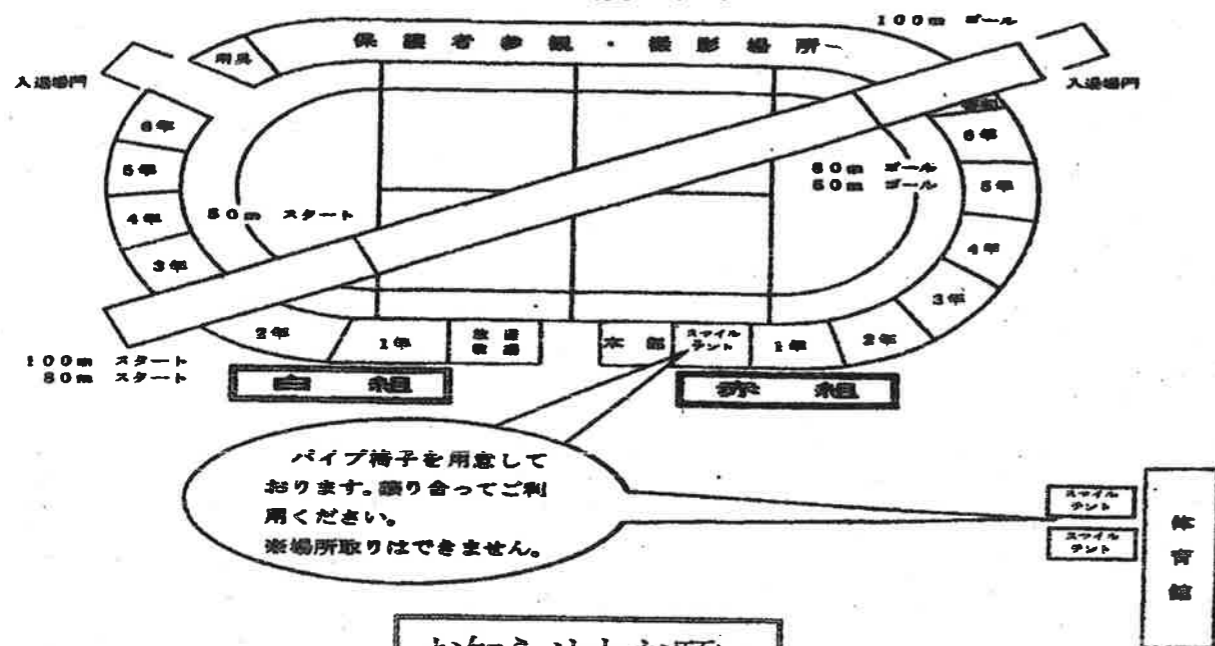 100m ゴール
保護者参観・撮影場所
用具
入退場門
入退場門
6年
5年
4年
3年
2年
1年
放送
本部
スマイル
テント
1年
2年
3年
4年
5年
6年
80m ゴール
50m ゴール
50m スタート
100m スタート
80m スタート
白組
赤組
パイプ椅子を用意して
おります。譲り合ってご利
用ください。
※場所取りはできません。
スマイル
テント
スマイル
テント
体育館